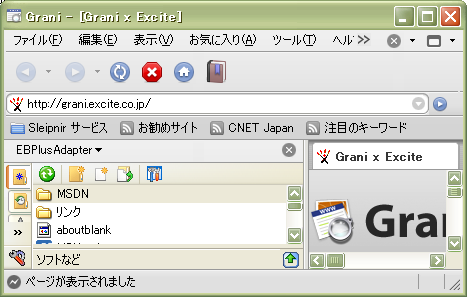 Grani - [Grani x Excite]
ファイル(F) 編集(E) 表示(V) お気に入り(A) ツール(T) ヘル »
http://grani.excite.co.jp/
Sleipnir サービス お勧めサイト CNET Japan 注目のキーワード
EBPlusAdapter
Grani x Excite
MSDN
リンク
aboutblank
Gran
»
ソフトなど
ページが表示されました